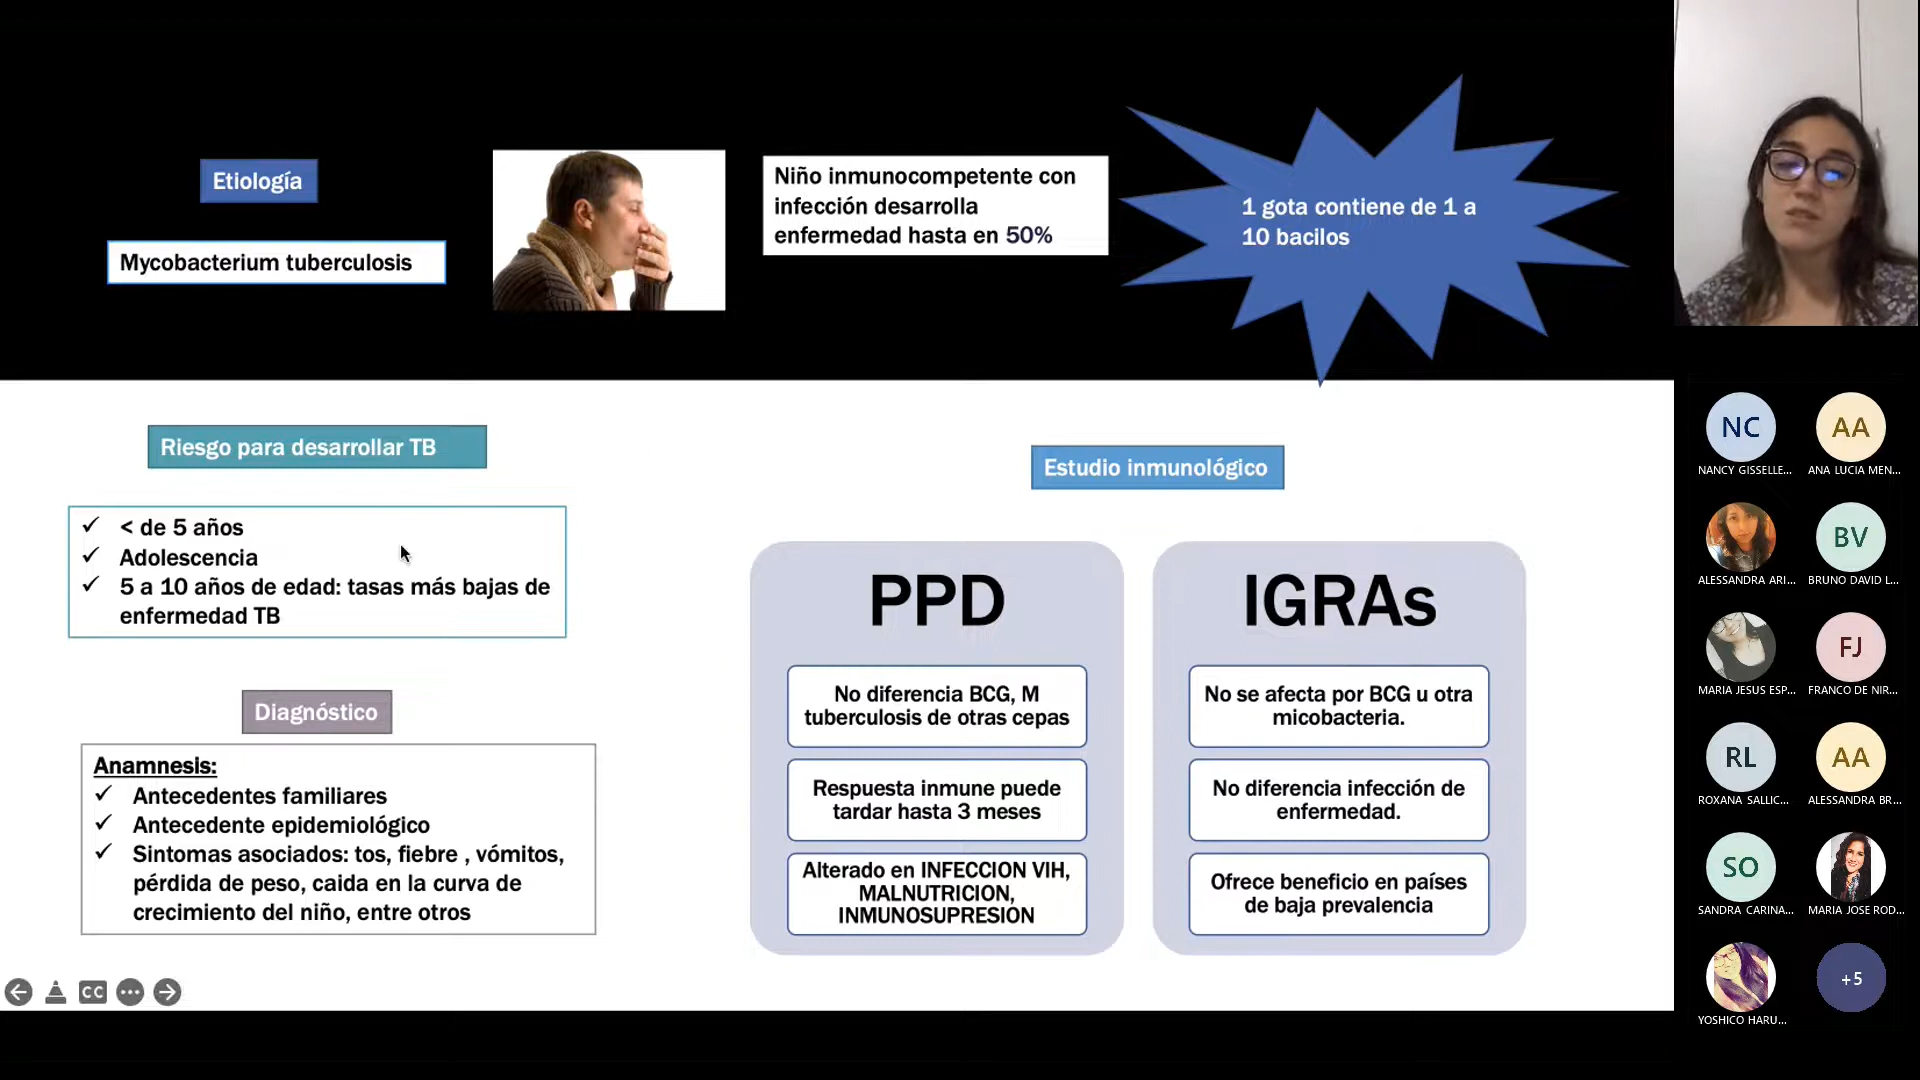 Etiología
Mycobacterium tuberculosis
Niño inmunocompetente con
infección desarrolla
enfermedad hasta en 50%
1 gota contiene de 1 a
10 bacilos
Riesgo para desarrollar TB
< de 5 años
Adolescencia
5 a 10 años de edad: tasas más bajas de
enfermedad TB
Diagnóstico
Anamnesis:
Antecedentes familiares
Antecedente epidemiológico
Sintomas asociados: tos, fiebre , vómitos,
pérdida de peso, caida en la curva de
crecimiento del niño, entre otros
Estudio inmunológico
PPD
No diferencia BCG, M
tuberculosis de otras cepas
Respuesta inmune puede
tardar hasta 3 meses
Alterado en INFECCION VIH,
MALNUTRICION,
INMUNOSUPRESION
IGRAs
No se afecta por BCG u otra
micobacteria.
No diferencia infección de
enfermedad.
Ofrece beneficio en países
de baja prevalencia
CC
NC
NANCY GISSELLE...
AA
ANA LUCIA MEN...
ALESSANDRA ARI...
BV
BRUNO DAVID L...
MARIA JESUS ESP...
FJ
FRANCO DE NIR...
RL
ROXANA SALLIC...
AA
ALESSANDRA BR...
SO
SANDRA CARINA...
MARIA JOSE ROD...
YOSHICO HARU...
+5